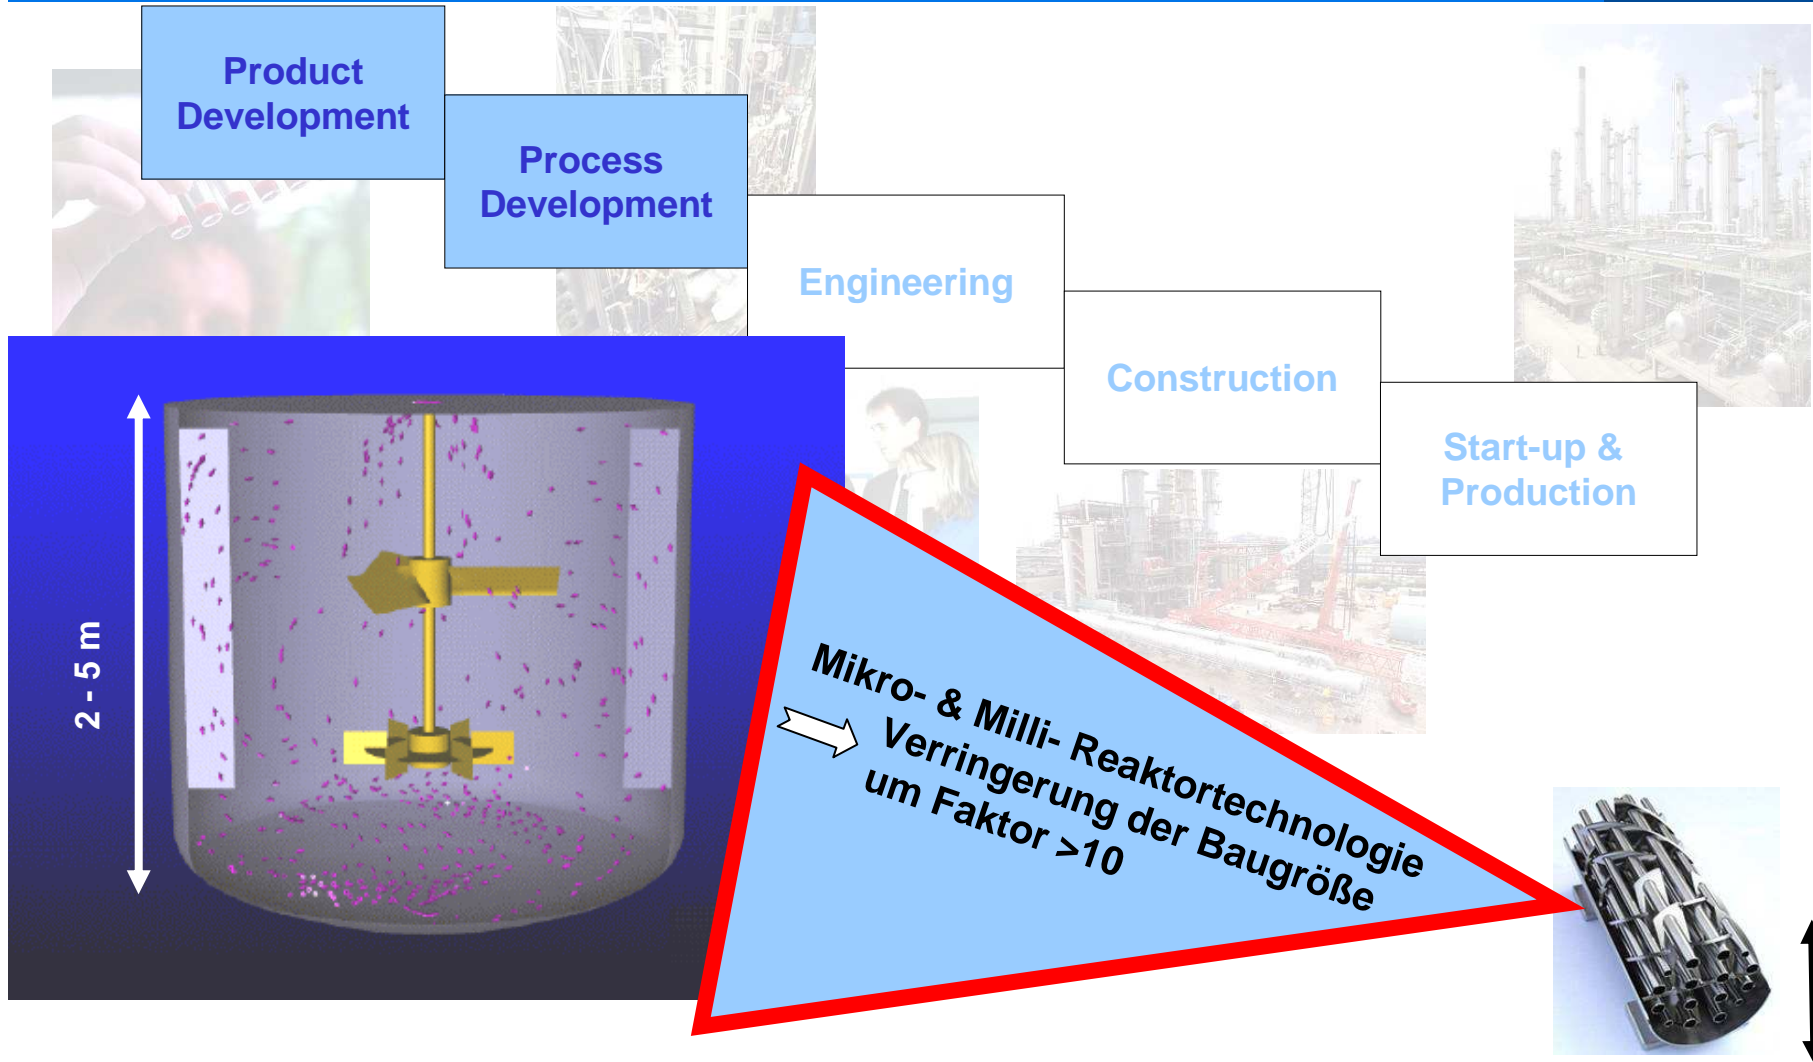 Product
Development
Process
Development
Engineering
Construction
Start-up &
Production
2 - 5 m
Mikro- & Milli- Reaktortechnologie
Verringerung der Baugröße
um Faktor >10